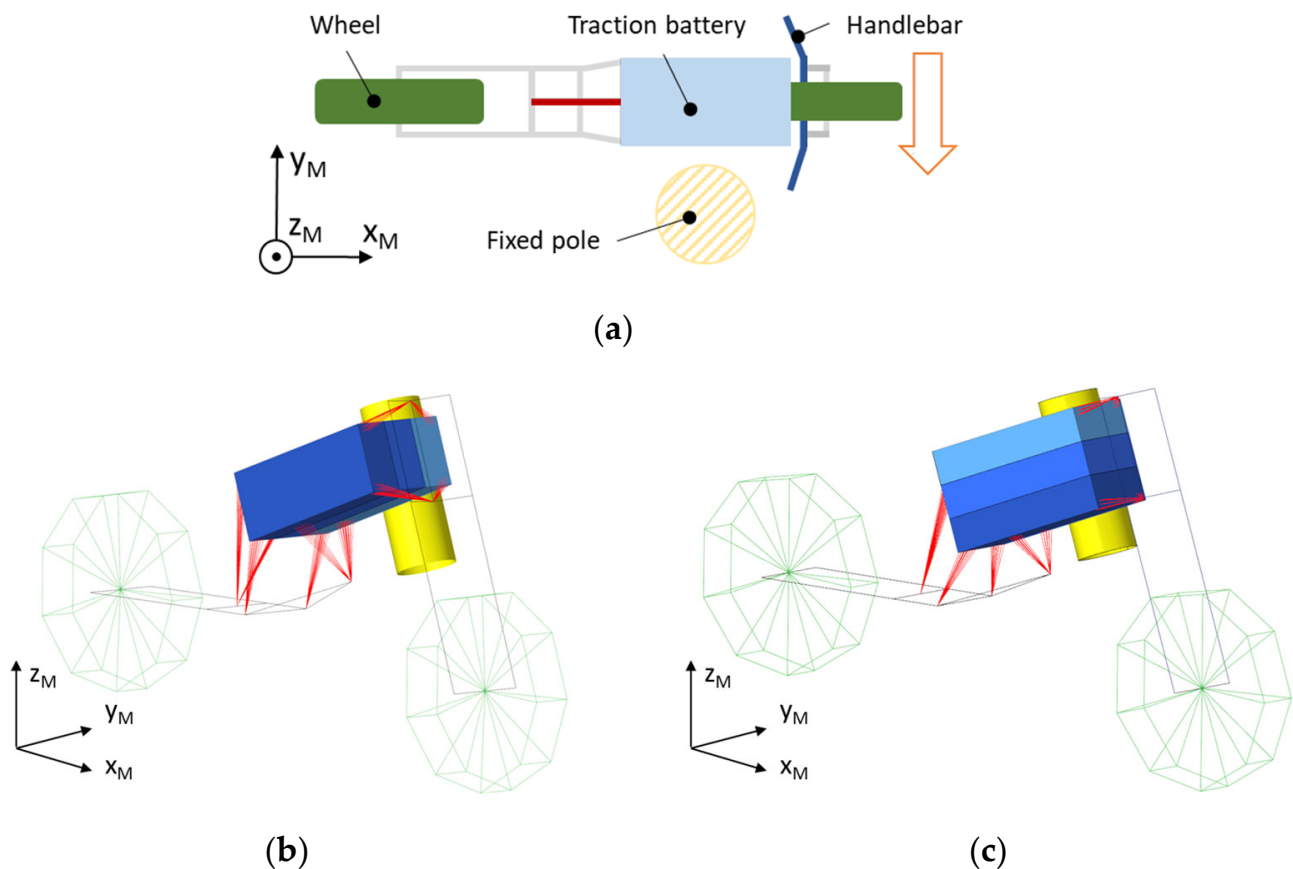 Wheel
Traction battery
Handlebar
yM
zM
xM
Fixed pole
(a)
zM
yM
xM
(b)
zM
yM
xM
(c)